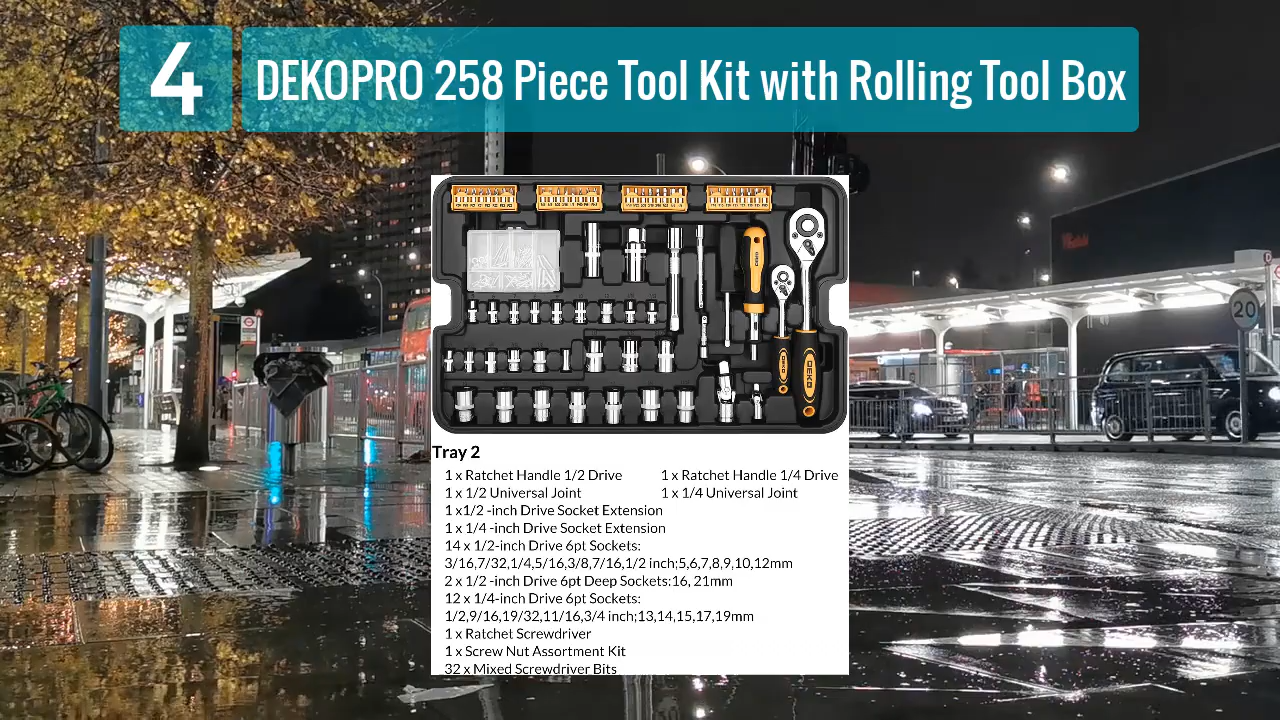 4
DEKOPRO 258 Piece Tool Kit with Rolling Tool Box
20
DEKO
DEKO
Tray 2
1 x Ratchet Handle 1/2 Drive
1 x Ratchet Handle 1/4 Drive
1 x 1/2 Universal Joint
1 x 1/4 Universal Joint
1 x1/2 -inch Drive Socket Extension
1 x 1/4 -inch Drive Socket Extension
14 x 1/2-inch Drive 6pt Sockets:
3/16,7/32,1/4,5/16,3/8,7/16,1/2 inch;5,6,7,8,9,10,12mm
2 x 1/2 -inch Drive 6pt Deep Sockets:16, 21mm
12 x 1/4-inch Drive 6pt Sockets:
1/2,9/16,19/32,11/16,3/4 inch;13,14,15,17,19mm
1 x Ratchet Screwdriver
1 x Screw Nut Assortment Kit
32 x Mixed Screwdriver Bits